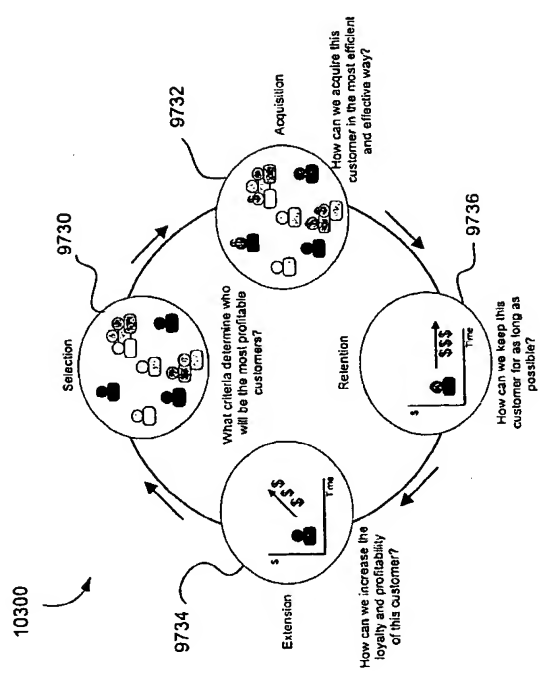 10300
9730
Selection
What criteria determine who
will be the most profitable
customers?
9732
Acquisition
How can we acquire this
customer in the most efficient
and effective way?
9736
Retention
$
$$$
Time
How can we keep this
customer for as long as
possible?
9734
Extension
$
$
$
$
Time
How can we increase the
loyalty and profitability
of this customer?